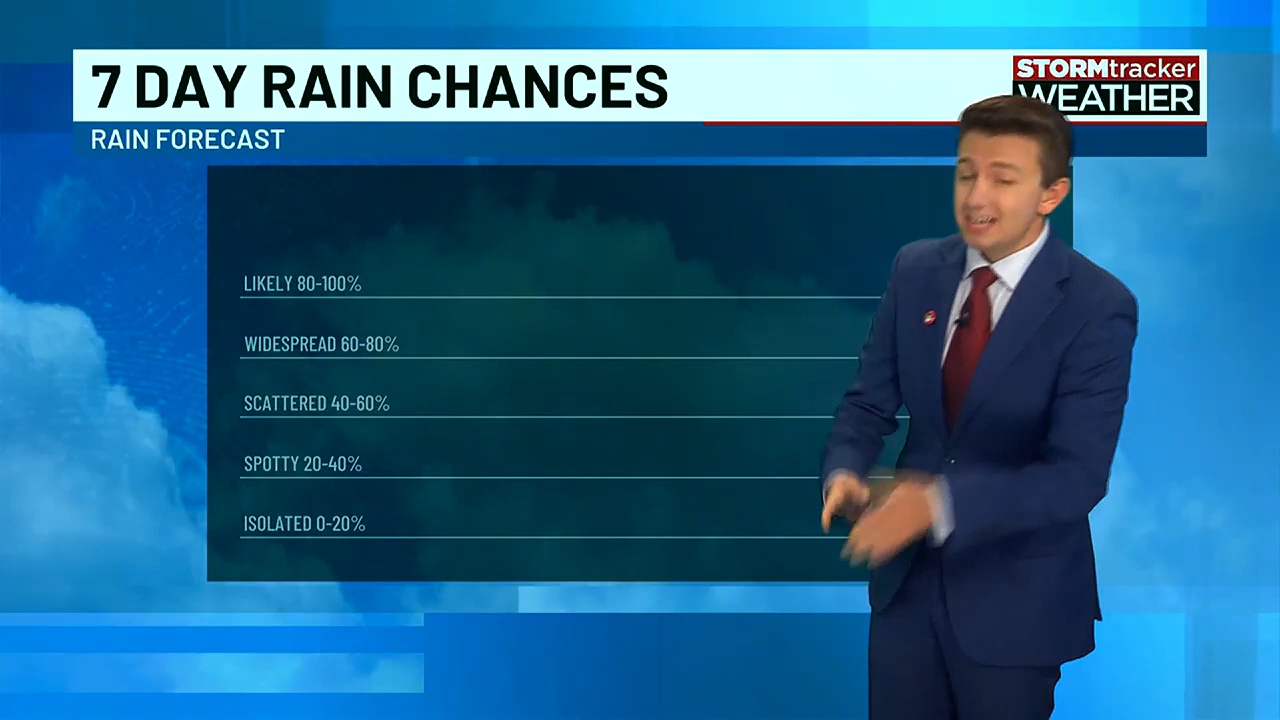 7 DAY RAIN CHANCES
STORMtracker
WEATHER
RAIN FORECAST
LIKELY 80-100%
WIDESPREAD 60-80%
SCATTERED 40-60%
SPOTTY 20-40%
ISOLATED 0-20%